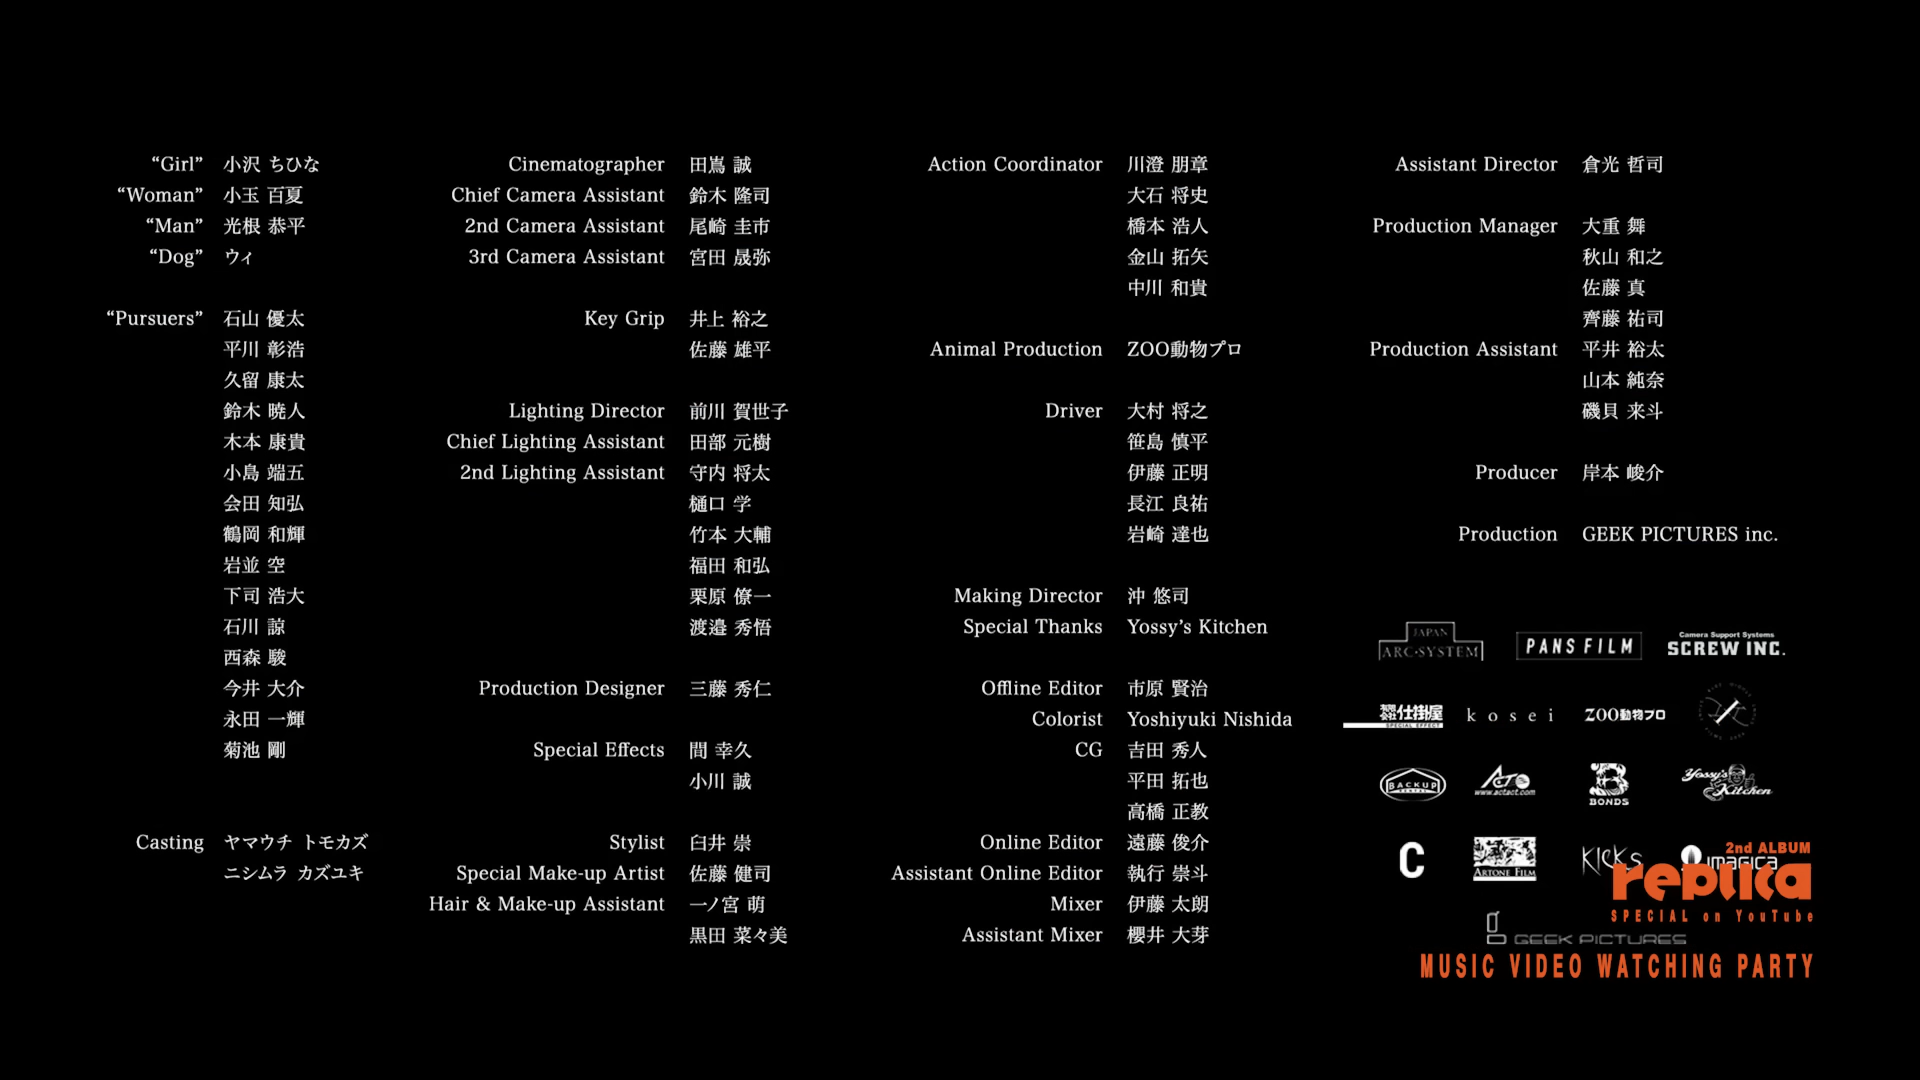 “Girl” 小沢 ちひな
“Woman” 小玉 百夏
“Man” 光根 恭平
“Dog” ウィ
“Pursuers” 石山 優太
平川 彰浩
久留 康太
鈴木 暁人
木本 康貴
小島 端五
会田 知弘
鶴岡 和輝
岩並 空
下司 浩大
石川 諒
西森 駿
今井 大介
永田 一輝
菊池 剛
Casting ヤマウチ トモカズ
ニシムラ カズユキ
Cinematographer 田嶌 誠
Chief Camera Assistant 鈴木 隆司
2nd Camera Assistant 尾崎 圭市
3rd Camera Assistant 宮田 晟弥
Key Grip 井上 裕之
佐藤 雄平
Lighting Director 前川 賀世子
Chief Lighting Assistant 田部 元樹
2nd Lighting Assistant 守内 将太
樋口 学
竹本 大輔
福田 和弘
栗原 僚一
渡邉 秀悟
Production Designer 三藤 秀仁
Special Effects 間 幸久
小川 誠
Stylist 臼井 崇
Special Make-up Artist 佐藤 健司
Hair & Make-up Assistant 一ノ宮 萌
黒田 菜々美
Action Coordinator 川澄 朋章
大石 将史
橋本 浩人
金山 拓矢
中川 和貴
Animal Production ZOO動物プロ
Driver 大村 将之
笹島 慎平
伊藤 正明
長江 良祐
岩崎 達也
Making Director 沖 悠司
Special Thanks Yossy’s Kitchen
Offline Editor 市原 賢治
Colorist Yoshiyuki Nishida
CG 吉田 秀人
平田 拓也
高橋 正教
Online Editor 遠藤 俊介
Assistant Online Editor 執行 崇斗
Mixer 伊藤 太朗
Assistant Mixer 櫻井 大芽
Assistant Director 倉光 哲司
Production Manager 大重 舞
秋山 和之
佐藤 真
齊藤 祐司
Production Assistant 平井 裕太
山本 純奈
磯貝 来斗
Producer 岸本 峻介
Production GEEK PICTURES inc.
JAPAN
ARC-SYSTEM
PANS FILM
Camera Support Systems
SCREW INC.
仕掛屋
SPECIAL EFFECT
kosei
ZOO動物プロ
BACKUP
ACTO
www.actact.com
BONDS
Yossy's Kitchen
C
ARTONE FILM
KICKS
IMAGICA
GEEK PICTURES
2nd ALBUM
replica
SPECIAL on YouTube
MUSIC VIDEO WATCHING PARTY